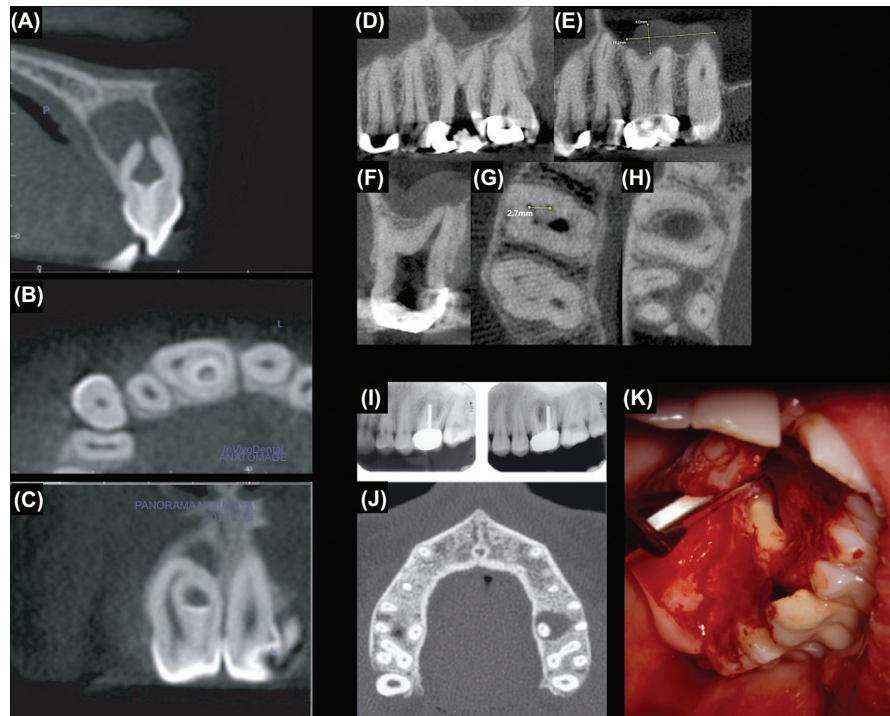 (A)
P
(B)
L
InVivoDental
ANATOMAGE
(C)
PANORAMA
(D)
(E)
(F)
(G)
2.7mm
(H)
(I)
(J)
(K)